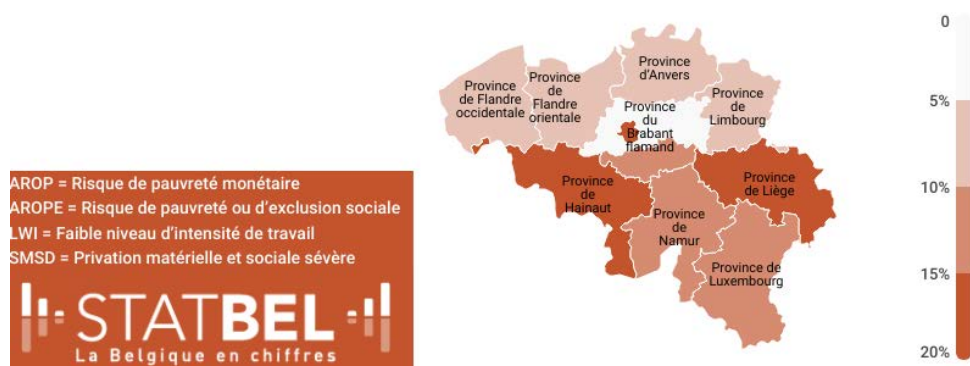 AROP = Risque de pauvreté monétaire
AROPE = Risque de pauvreté ou d'exclusion sociale
LWI = Faible niveau d'intensité de travail
SMSD = Privation matérielle et sociale sévère
STATBEL
La Belgique en chiffres
Province
de Flandre
occidentale
Province
de
Flandre
orientale
Province
d'Anvers
Province
de
Limbourg
Province
du
Brabant
flamand
Province
de
Hainaut
Province
de Liège
Province
de
Namur
Province de
Luxembourg
0
5%
10%
15%
20%